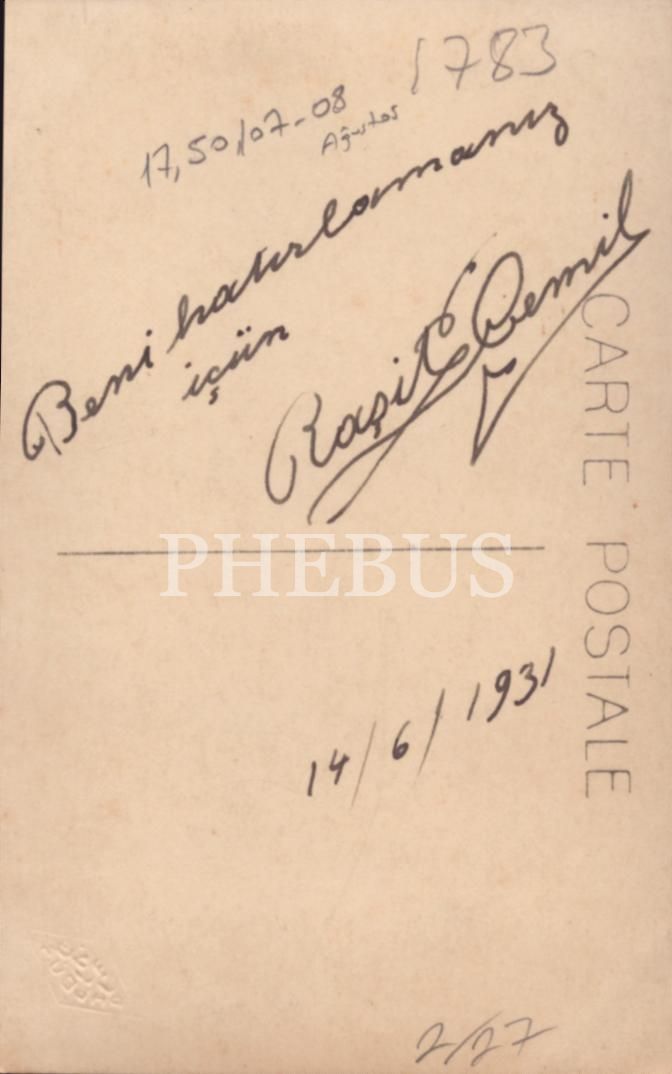 1783
17,50/07-08
Ağustos
Beni hatırlamanız
içün
Raşit Cemil
CARTE POSTALE
PHEBUS
14/6/1931
2/27